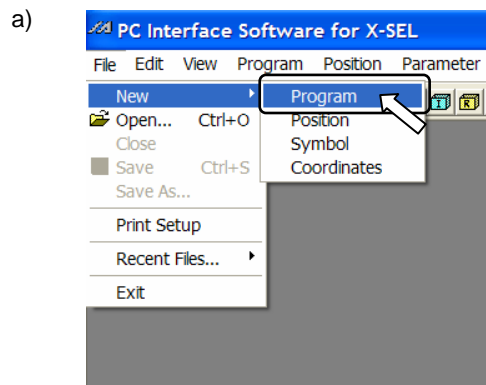 a)
PC Interface Software for X-SEL
File Edit View Program Position Parameter
New Program
Open... Ctrl+O Position
Close Symbol
Save Ctrl+S Coordinates
Save As...
Print Setup
Recent Files...
Exit